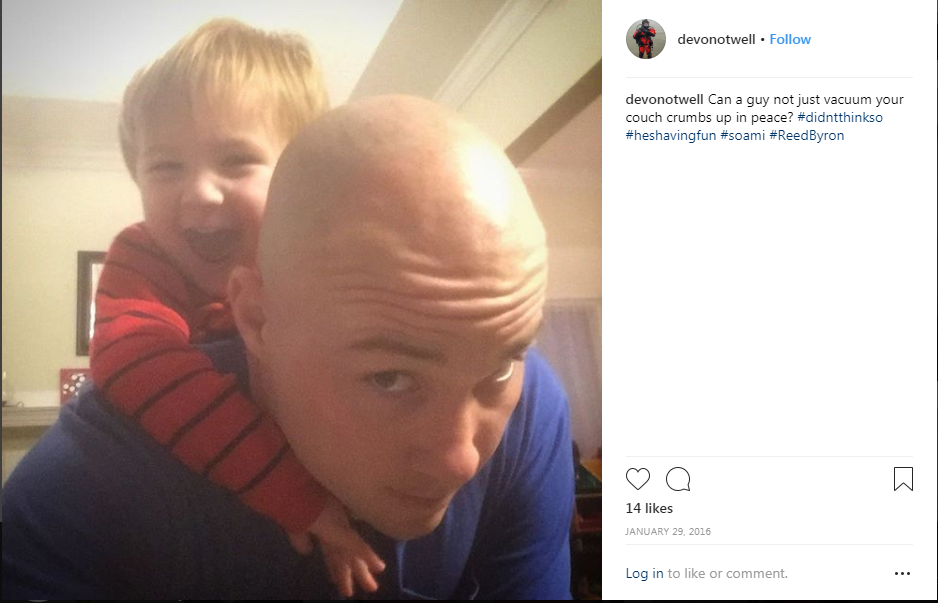 devonotwell • Follow
devonotwell Can a guy not just vacuum your
couch crumbs up in peace? #didntthinkso
#heshavingfun #soami #ReedByron
14 likes
JANUARY 29, 2016
Log in to like or comment.